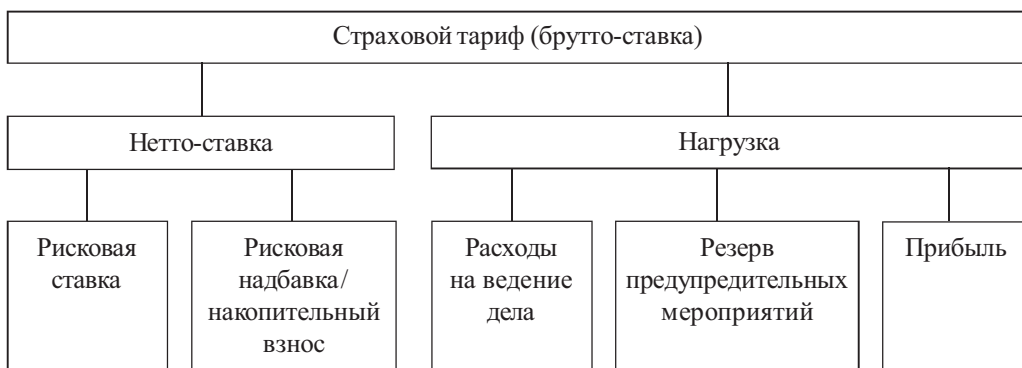 Страховой тариф (брутто-ставка)
Нетто-ставка
Нагрузка
Рисковая
ставка
Рисковая
надбавка/
накопительный
взнос
Расходы
на ведение
дела
Резерв
предупредительных
мероприятий
Прибыль